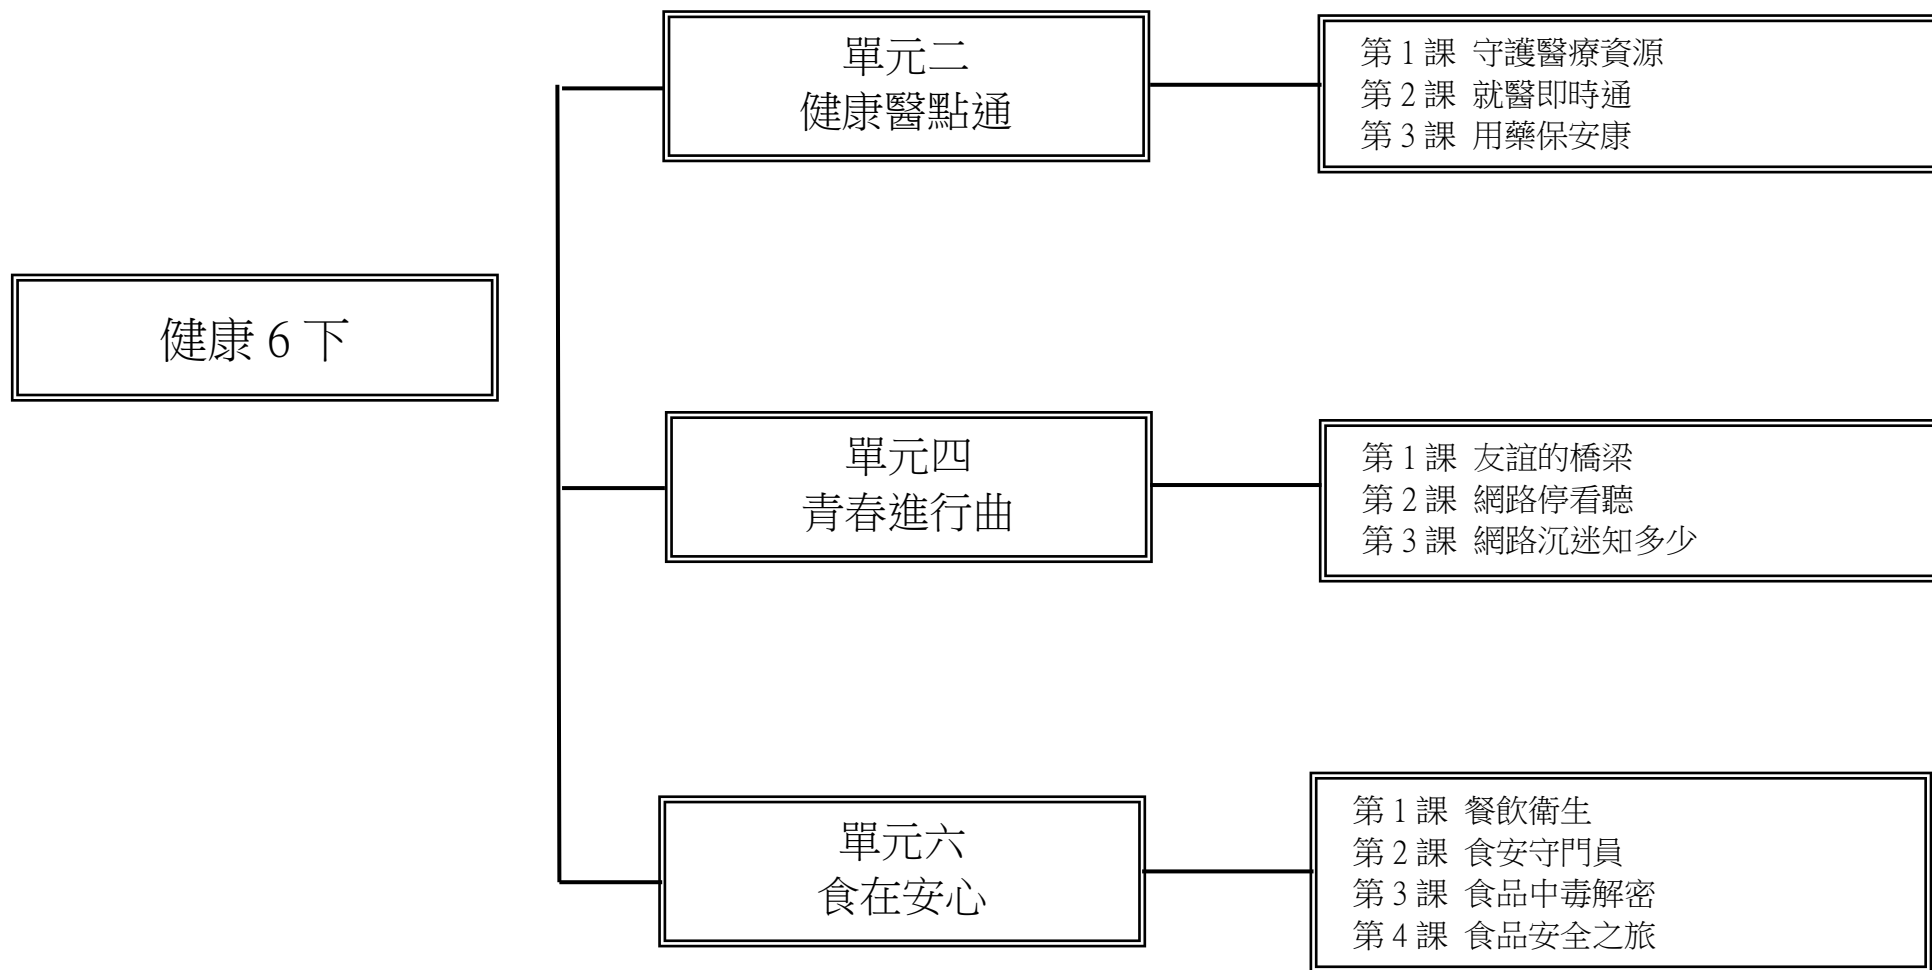 健康 6 下
單元二
健康醫點通
第 1 課 守護醫療資源
第 2 課 就醫即時通
第 3 課 用藥保安康
單元四
青春進行曲
第 1 課 友誼的橋梁
第 2 課 網路停看聽
第 3 課 網路沉迷知多少
單元六
食在安心
第 1 課 餐飲衛生
第 2 課 食安守門員
第 3 課 食品中毒解密
第 4 課 食品安全之旅